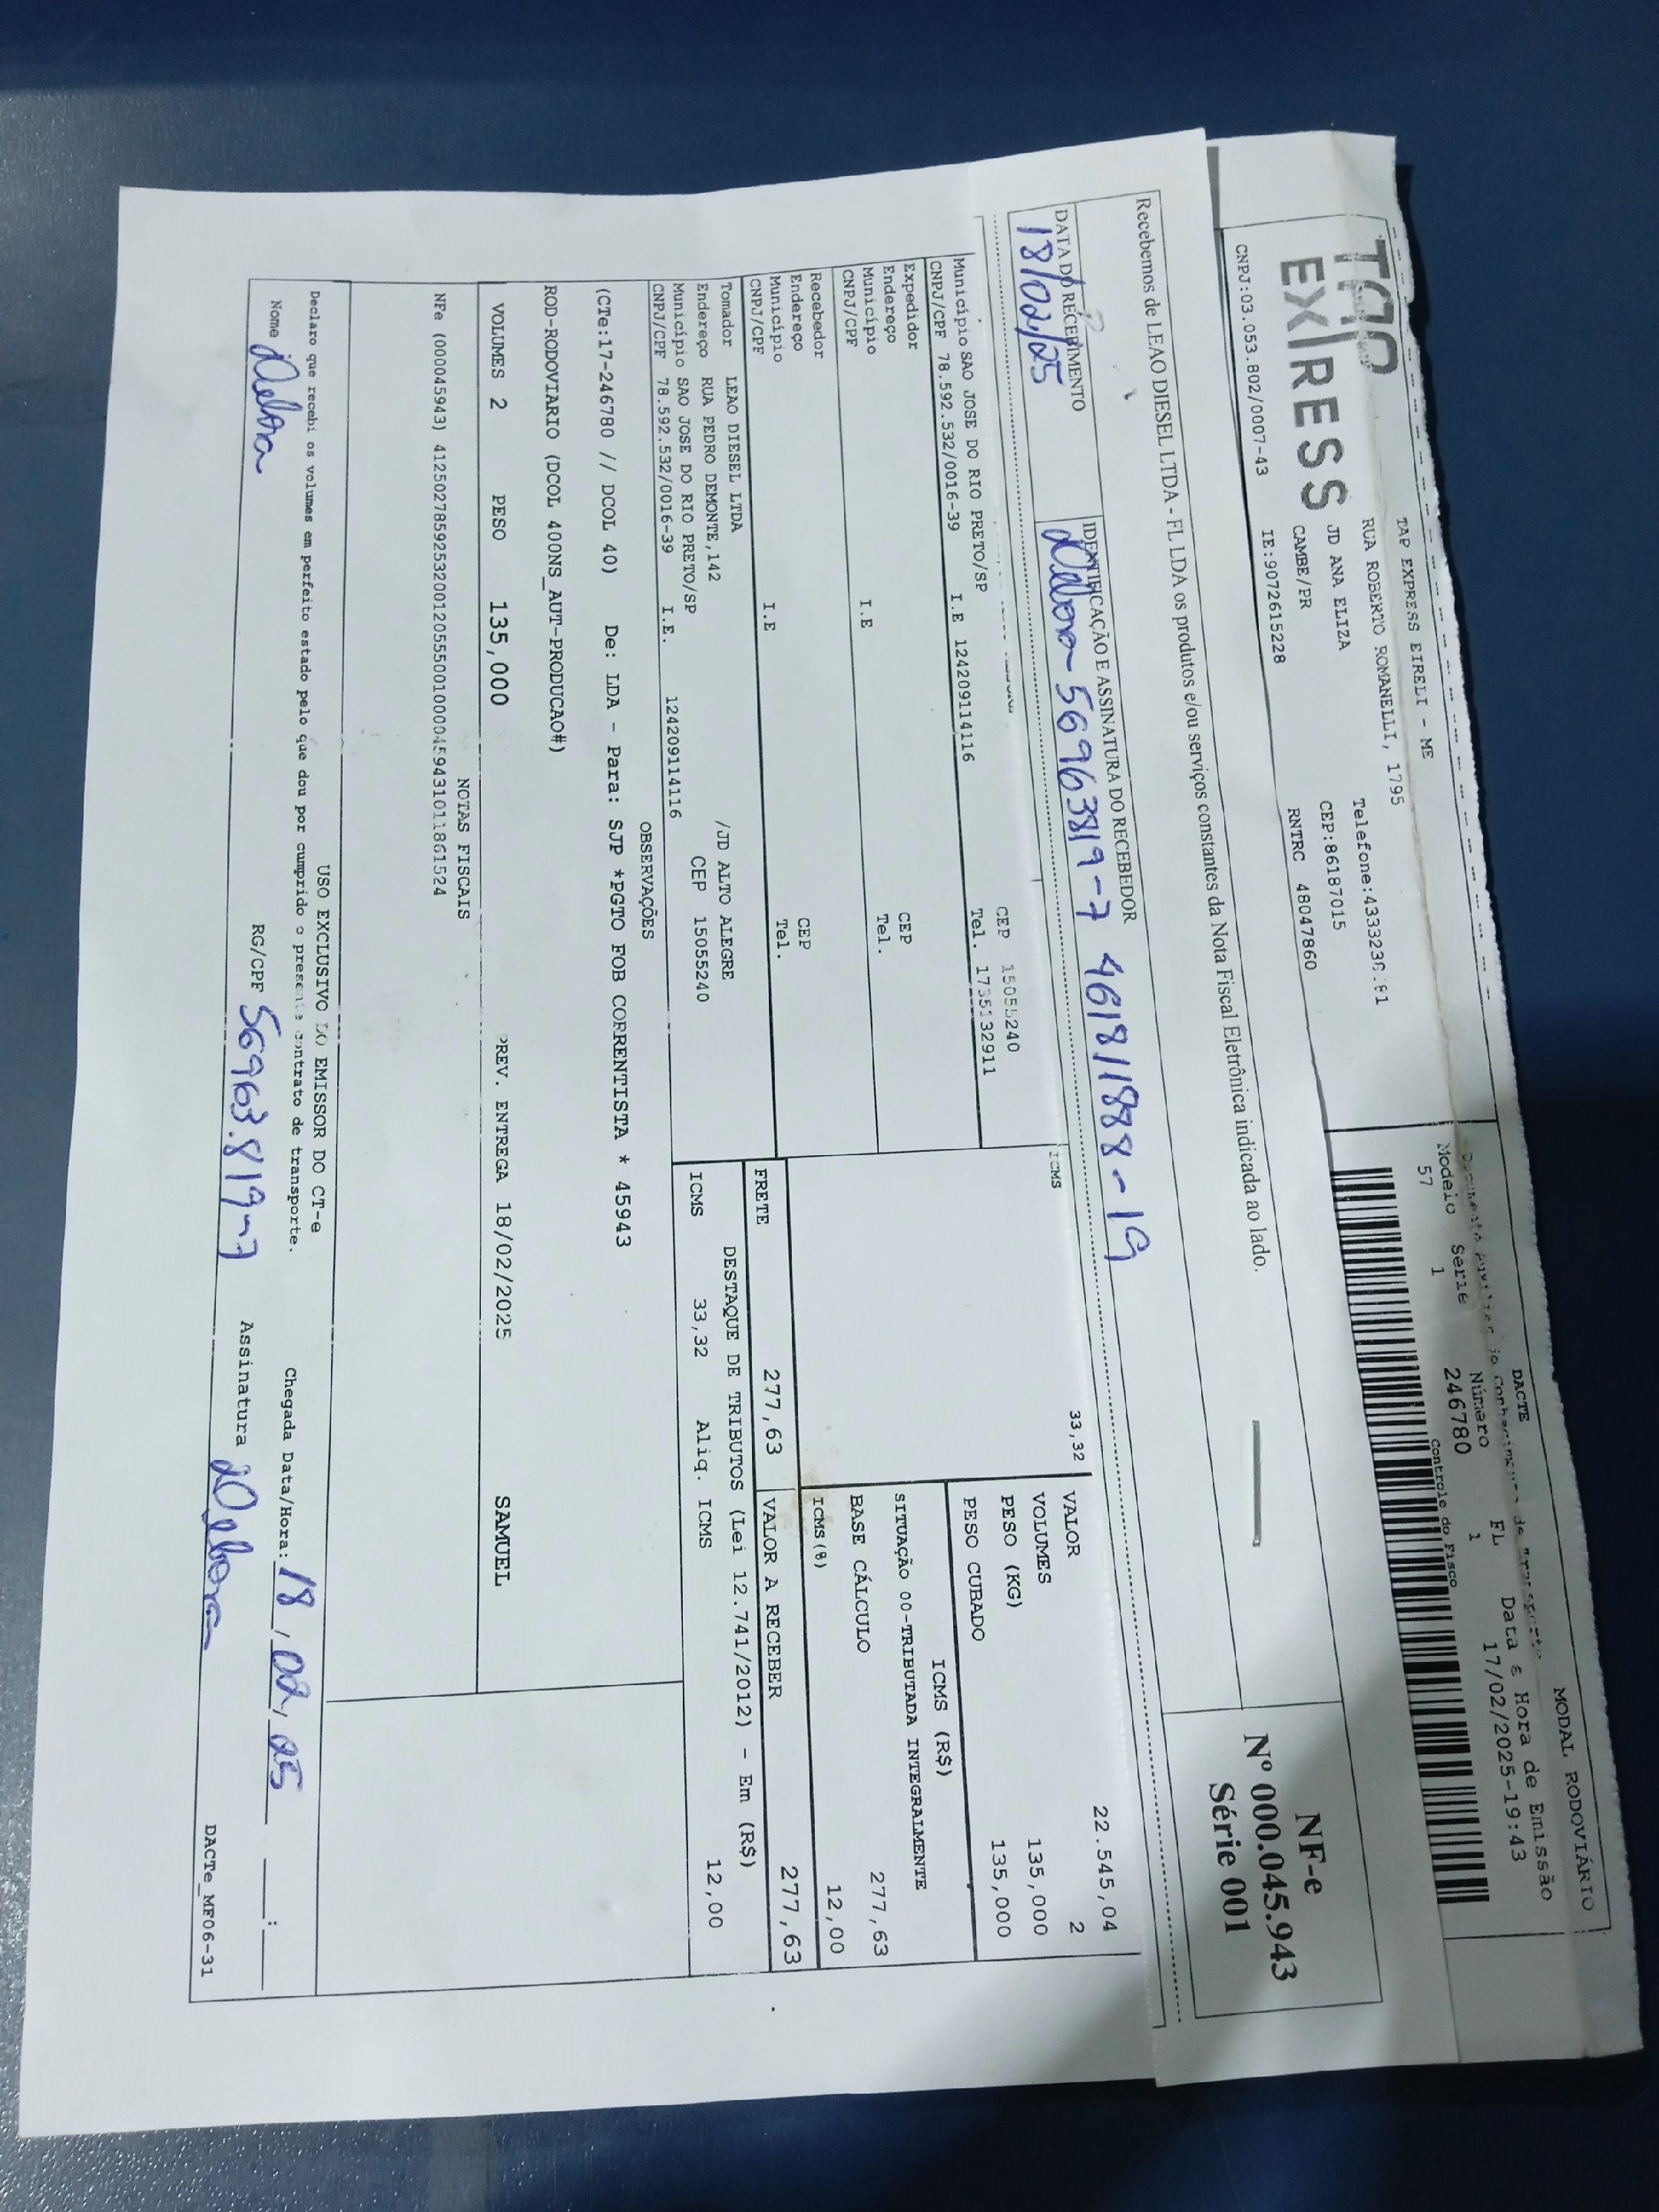 TAP
EXPRESS
CNPJ:03.053.802/0007-43
TAP EXPRESS EIRELI - ME
RUA ROBERTO ROMANELLI, 1795
JD ANA ELIZA
CAMBE/PR
IE:9072615228
CEP:86187015
RNTRC 48047860
MODAL RODOVIÁRIO
DACTE
Modelo Série Número FL Data & Hora de Emissão
57 1 246780 1 17/02/2025-19:43
Controle do Fisco
Recebemos de LEAO DIESEL LTDA - FL LDA os produtos e/ou serviços constantes da Nota Fiscal Eletrônica indicada ao lado.
NF-e
Nº 000.045.943
Série 001
DATA DO RECEBIMENTO IDENTIFICAÇÃO E ASSINATURA DO RECEBEDOR
18/02/25 Debora 56963819-7 461811888-19
CEP 15055240
Município SAO JOSE DO RIO PRETO/SP Tel. 1735132911
CNPJ/CPF 78.592.532/0016-39 I.E 12420911 4116
ICMS 33,32
VALOR 22.545,04
VOLUMES 2
PESO (KG) 135,000
PESO CUBADO 135,000
Expedidor
Endereço CEP
Município Tel.
CNPJ/CPF I.E
ICMS (R$)
SITUAÇÃO 00-TRIBUTADA INTEGRALMENTE
BASE CÁLCULO 277,63
ICMS(%) 12,00
Recebedor
Endereço CEP
Município Tel.
CNPJ/CPF I.E
FRETE 277,63 VALOR A RECEBER 277,63
Tomador LEAO DIESEL LTDA
Endereço RUA PEDRO DEMONTE,142 /JD ALTO ALEGRE
Município SAO JOSE DO RIO PRETO/SP CEP 15055240
CNPJ/CPF 78.592.532/0016-39 I.E. 124209114116
DESTAQUE DE TRIBUTOS (Lei 12.741/2012) - Em (R$)
ICMS 33,32 Aliq. ICMS 12,00
OBSERVAÇÕES
(CTe:17-246780 // DCOL 40) De: LDA - Para: SJP *PGTO FOB CORRENTISTA * 45943
ROD-RODOVIARIO (DCOL 400NS_AUT-PRODUCAO#)
VOLUMES 2 PESO 135,000 PREV. ENTREGA 18/02/2025 SAMUEL
NOTAS FISCAIS
NFe (00045943) 41250278592532001205550010000459431011861524
USO EXCLUSIVO DO EMISSOR DO CT-e
Declaro que recebi os volumes em perfeito estado pelo que dou por cumprido o presente contrato de transporte.
Chegada Data/Hora: 18/02/25 __:__
Nome Debora RG/CPF 56963.819-7 Assinatura Debora
DACTe_MF06-31